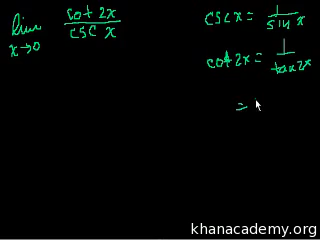 lim x→0 cot 2x / csc x
csc x = 1 / sin x
cot 2x = 1 / tan 2x
=
khanacademy.org